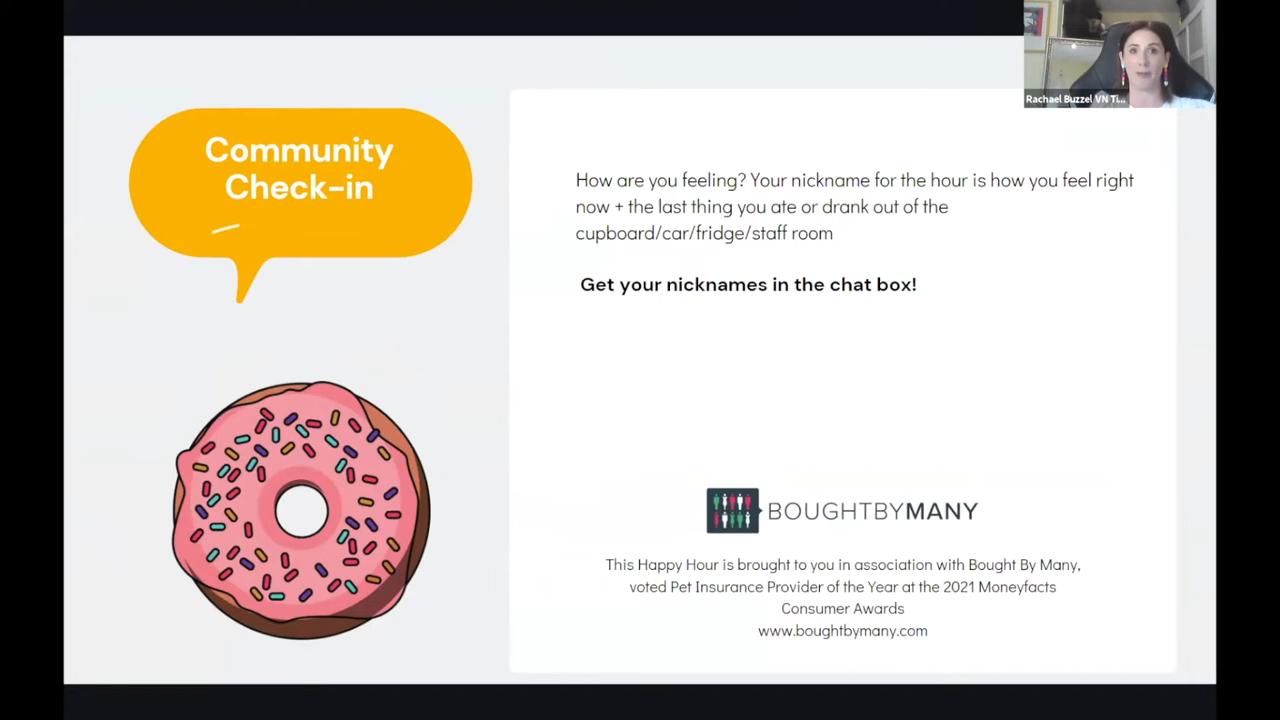 Rachael Buzzel VN Ti...
Community
Check-in
How are you feeling? Your nickname for the hour is how you feel right
now + the last thing you ate or drank out of the
cupboard/car/fridge/staff room
Get your nicknames in the chat box!
BOUGHTBYMANY
This Happy Hour is brought to you in association with Bought By Many,
voted Pet Insurance Provider of the Year at the 2021 Moneyfacts
Consumer Awards
www.boughtbymany.com